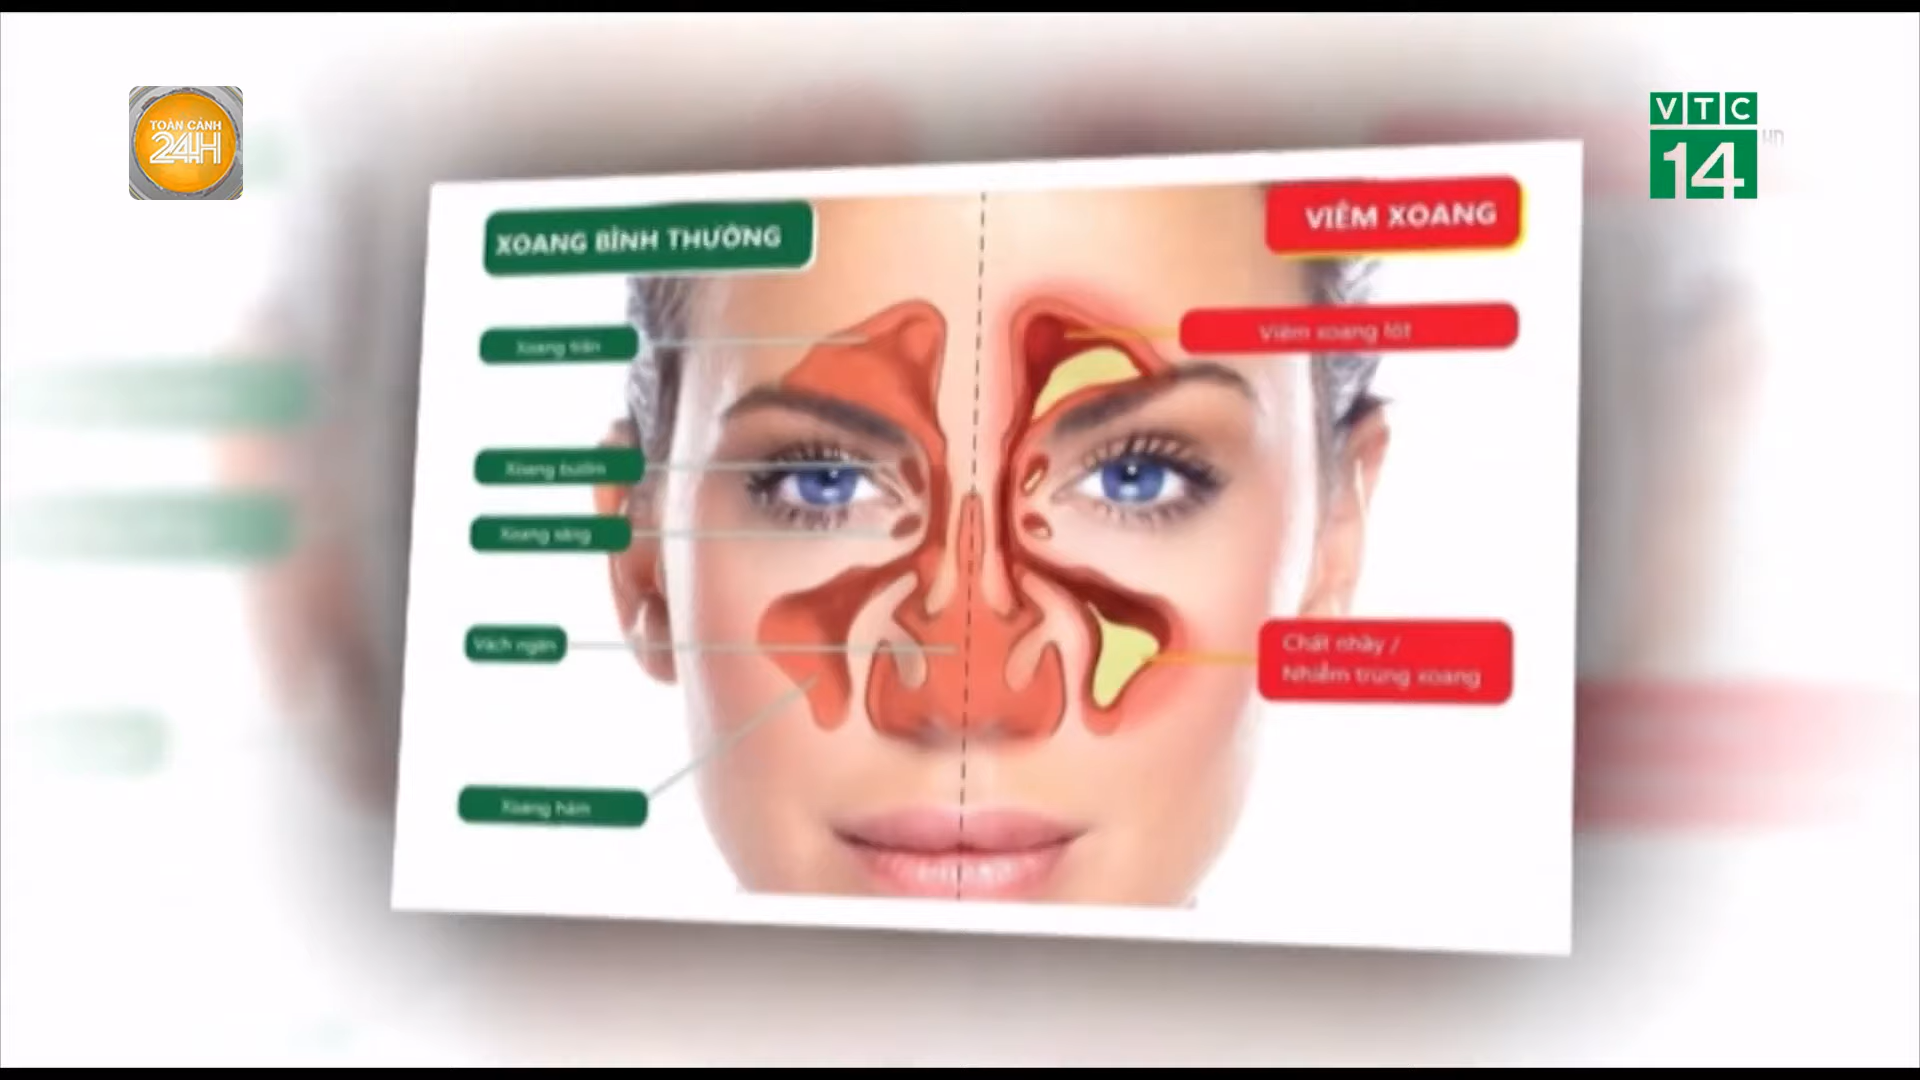 TOÀN CẢNH
24H
VTC
14
HD
XOANG BÌNH THƯỜNG
VIÊM XOANG
Xoang trán
Viêm xoang lót
Xoang bướm
Xoang sàng
Vách ngăn
Chất nhầy /
Nhiễm trùng xoang
Xoang hàm